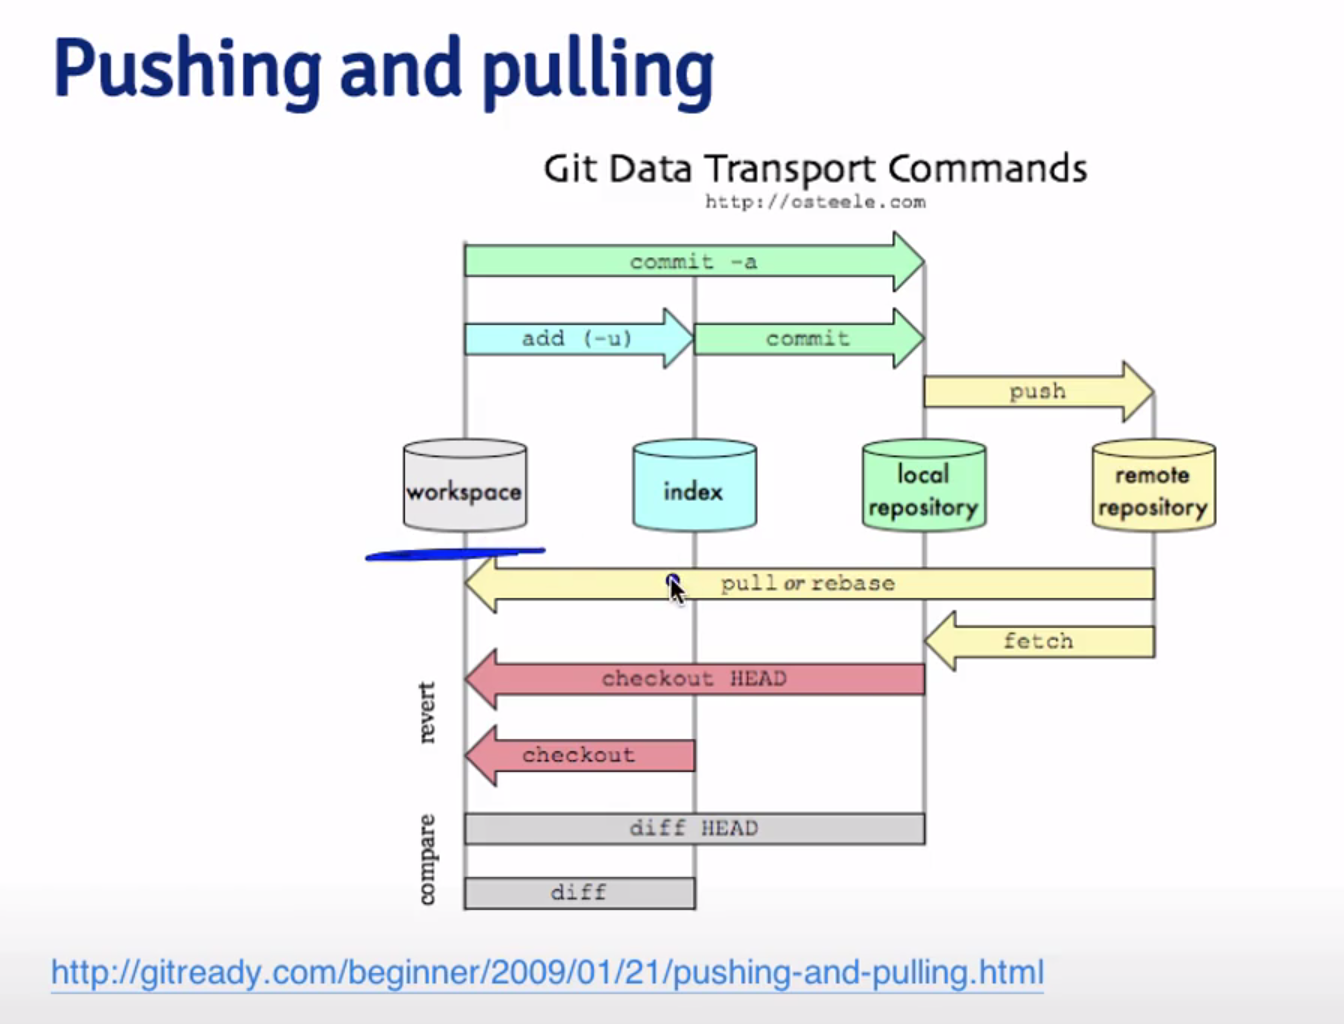 Pushing and pulling
Git Data Transport Commands
http://osteele.com
commit -a
add (-u)
commit
push
workspace
index
local
repository
remote
repository
pull or rebase
fetch
revert
checkout HEAD
checkout
compare
diff HEAD
diff
http://gitready.com/beginner/2009/01/21/pushing-and-pulling.html